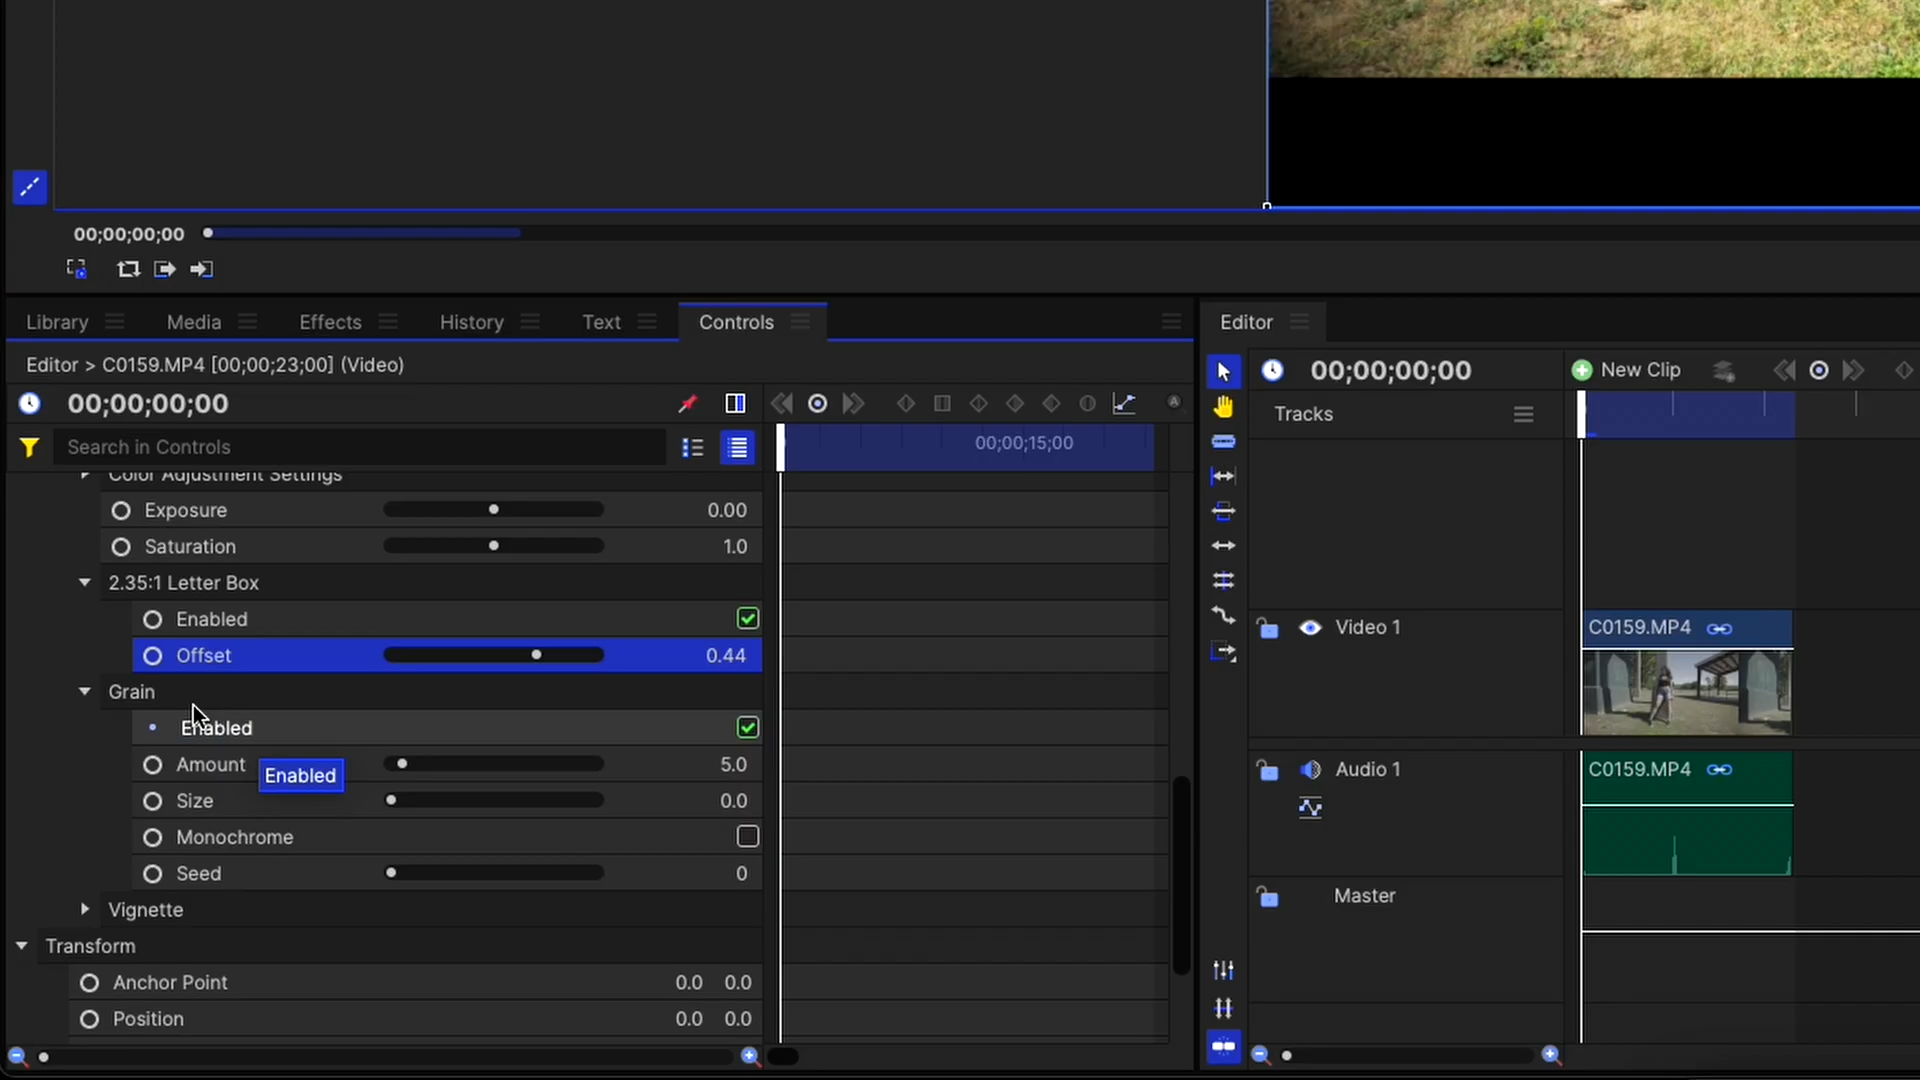 00;00;00;00
Library
Media
Effects
History
Text
Controls
Editor > C0159.MP4 [00;00;23;00] (Video)
00;00;00;00
Search in Controls
00;00;15;00
Color Adjustment Settings
Exposure 0.00
Saturation 1.0
2.35:1 Letter Box
Enabled
Offset 0.44
Grain
Enabled
Amount 5.0
Enabled
Size 0.0
Monochrome
Seed 0
Vignette
Transform
Anchor Point 0.0 0.0
Position 0.0 0.0
Editor
00;00;00;00
New Clip
Tracks
Video 1
C0159.MP4
Audio 1
C0159.MP4
Master